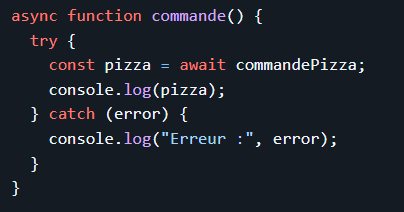 async function commande() {
  try {
    const pizza = await commandePizza;
    console.log(pizza);
  } catch (error) {
    console.log("Erreur :", error);
  }
}